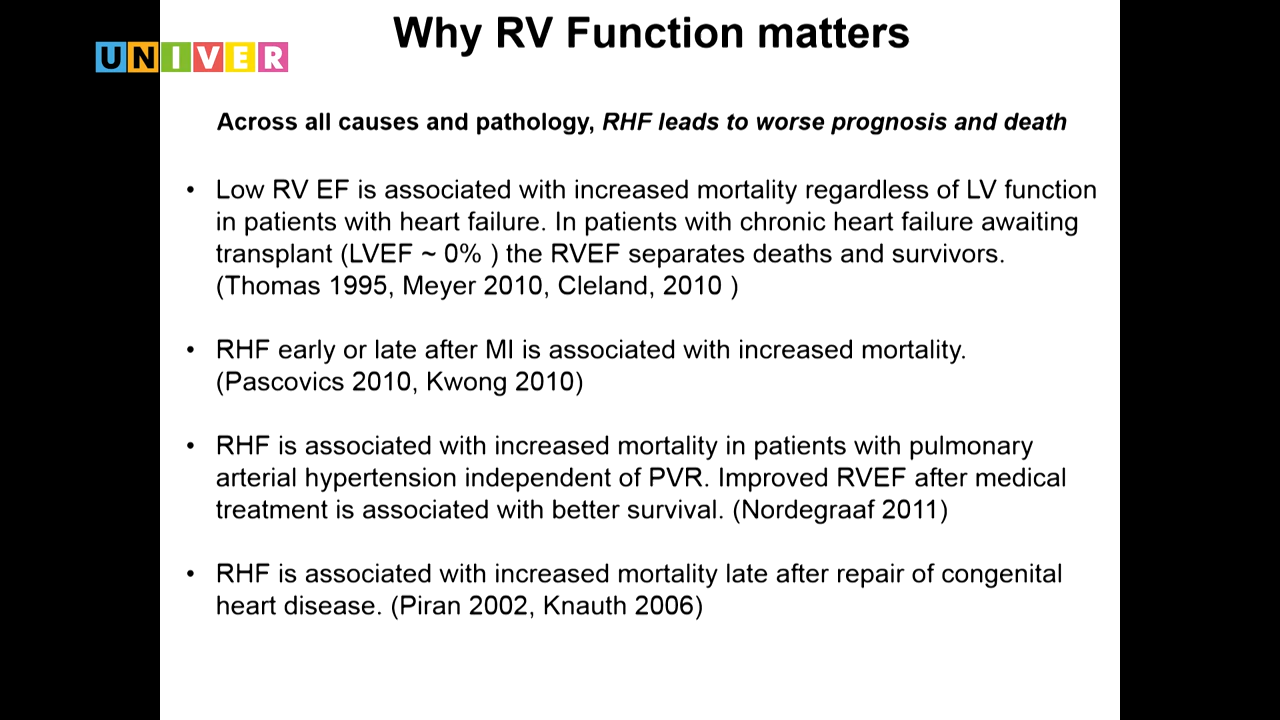 Why RV Function matters
UNIVER
Across all causes and pathology, RHF leads to worse prognosis and death
• Low RV EF is associated with increased mortality regardless of LV function
in patients with heart failure. In patients with chronic heart failure awaiting
transplant (LVEF ~ 0% ) the RVEF separates deaths and survivors.
(Thomas 1995, Meyer 2010, Cleland, 2010 )
• RHF early or late after MI is associated with increased mortality.
(Pascovics 2010, Kwong 2010)
• RHF is associated with increased mortality in patients with pulmonary
arterial hypertension independent of PVR. Improved RVEF after medical
treatment is associated with better survival. (Nordegraaf 2011)
• RHF is associated with increased mortality late after repair of congenital
heart disease. (Piran 2002, Knauth 2006)